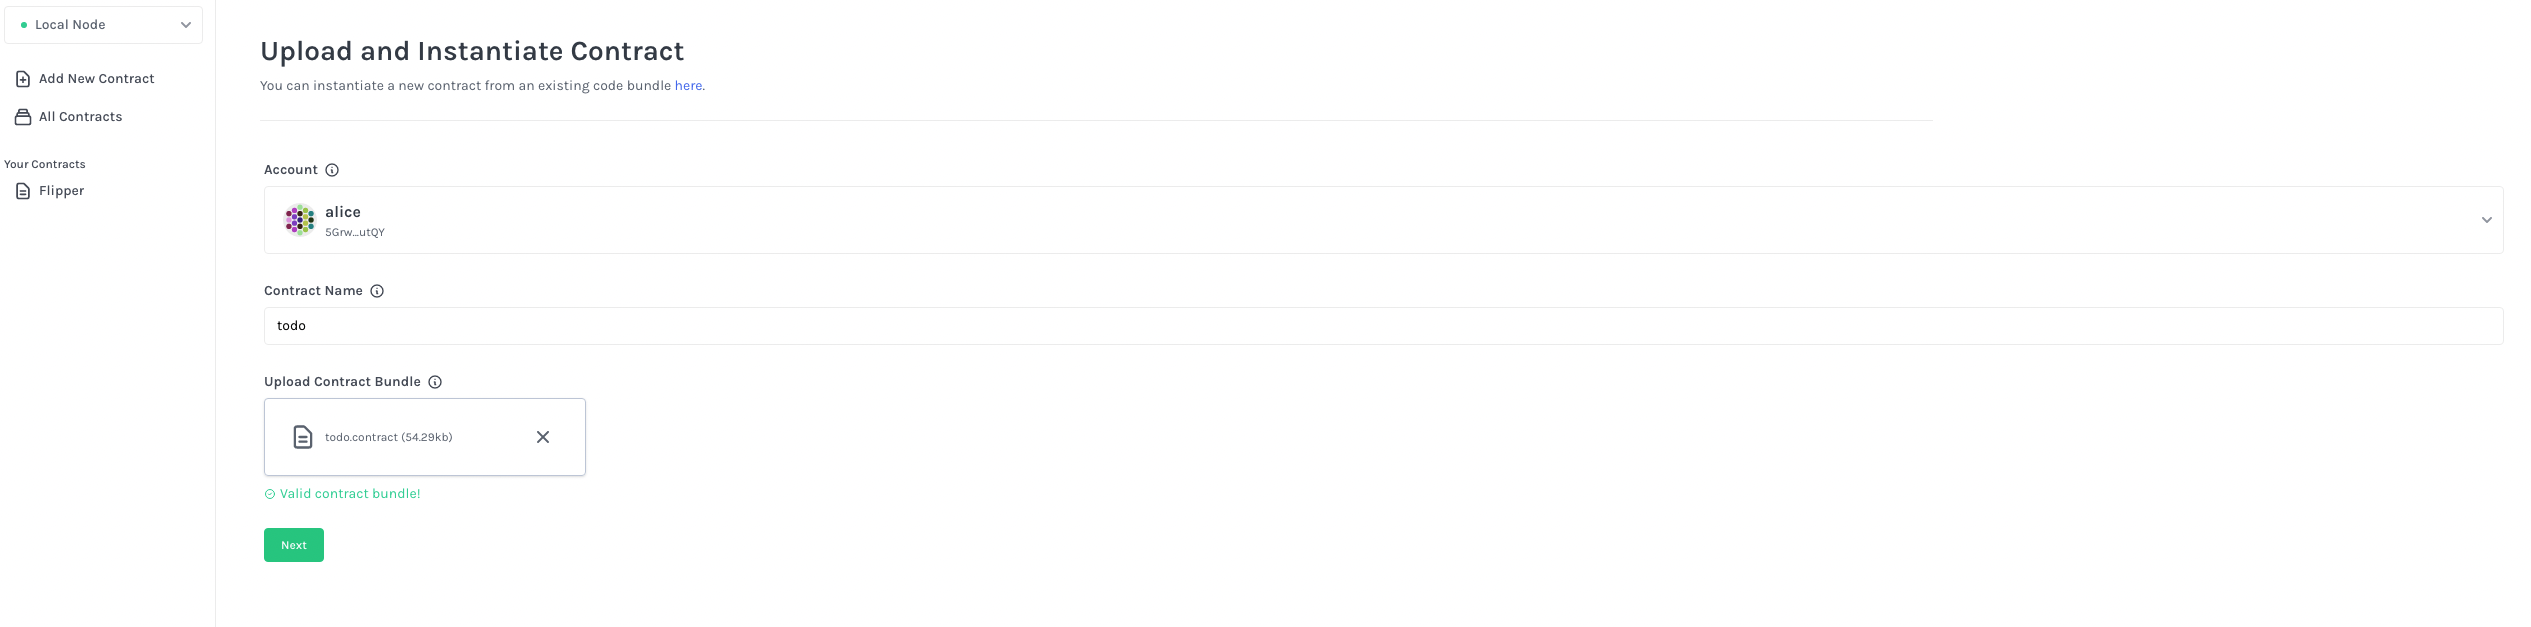 Local Node
Add New Contract
All Contracts
Your Contracts
Flipper
Upload and Instantiate Contract
You can instantiate a new contract from an existing code bundle here.
Account
alice
5Grw...utQY
Contract Name
todo
Upload Contract Bundle
todo.contract (54.29kb)
Valid contract bundle!
Next